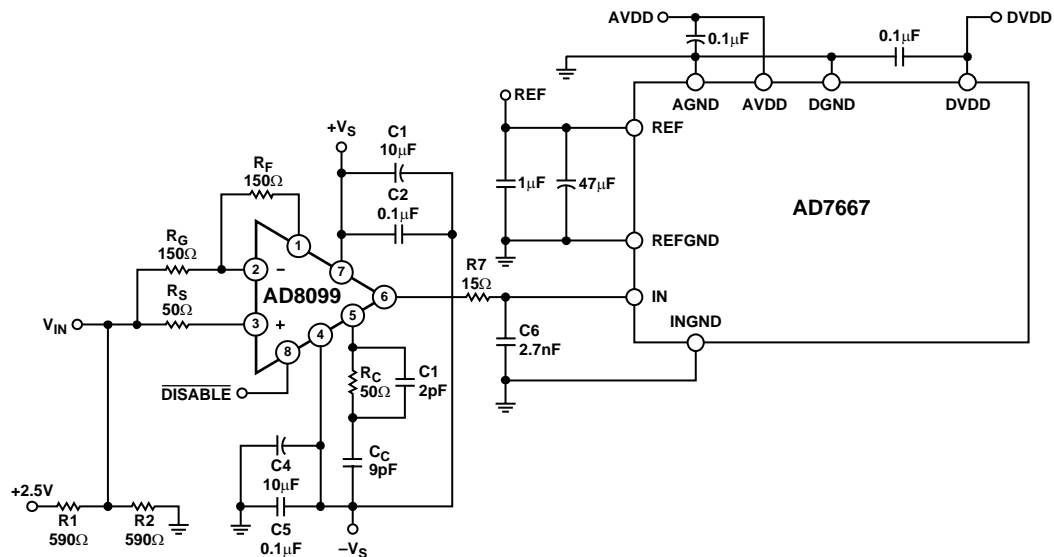 AVDD
DVDD
0.1μF
0.1μF
AGND
AVDD
DGND
DVDD
REF
REF
+VS
C1
10μF
C2
0.1μF
1μF
47μF
AD7667
RF
150Ω
RG
150Ω
1
2
−
7
REFGND
AD8099
R7
15Ω
6
IN
RS
50Ω
VIN
3
+
5
4
8
INGND
C6
2.7nF
DISABLE
RC
50Ω
C1
2pF
CC
9pF
C4
10μF
+2.5V
R1
590Ω
R2
590Ω
C5
0.1μF
−VS